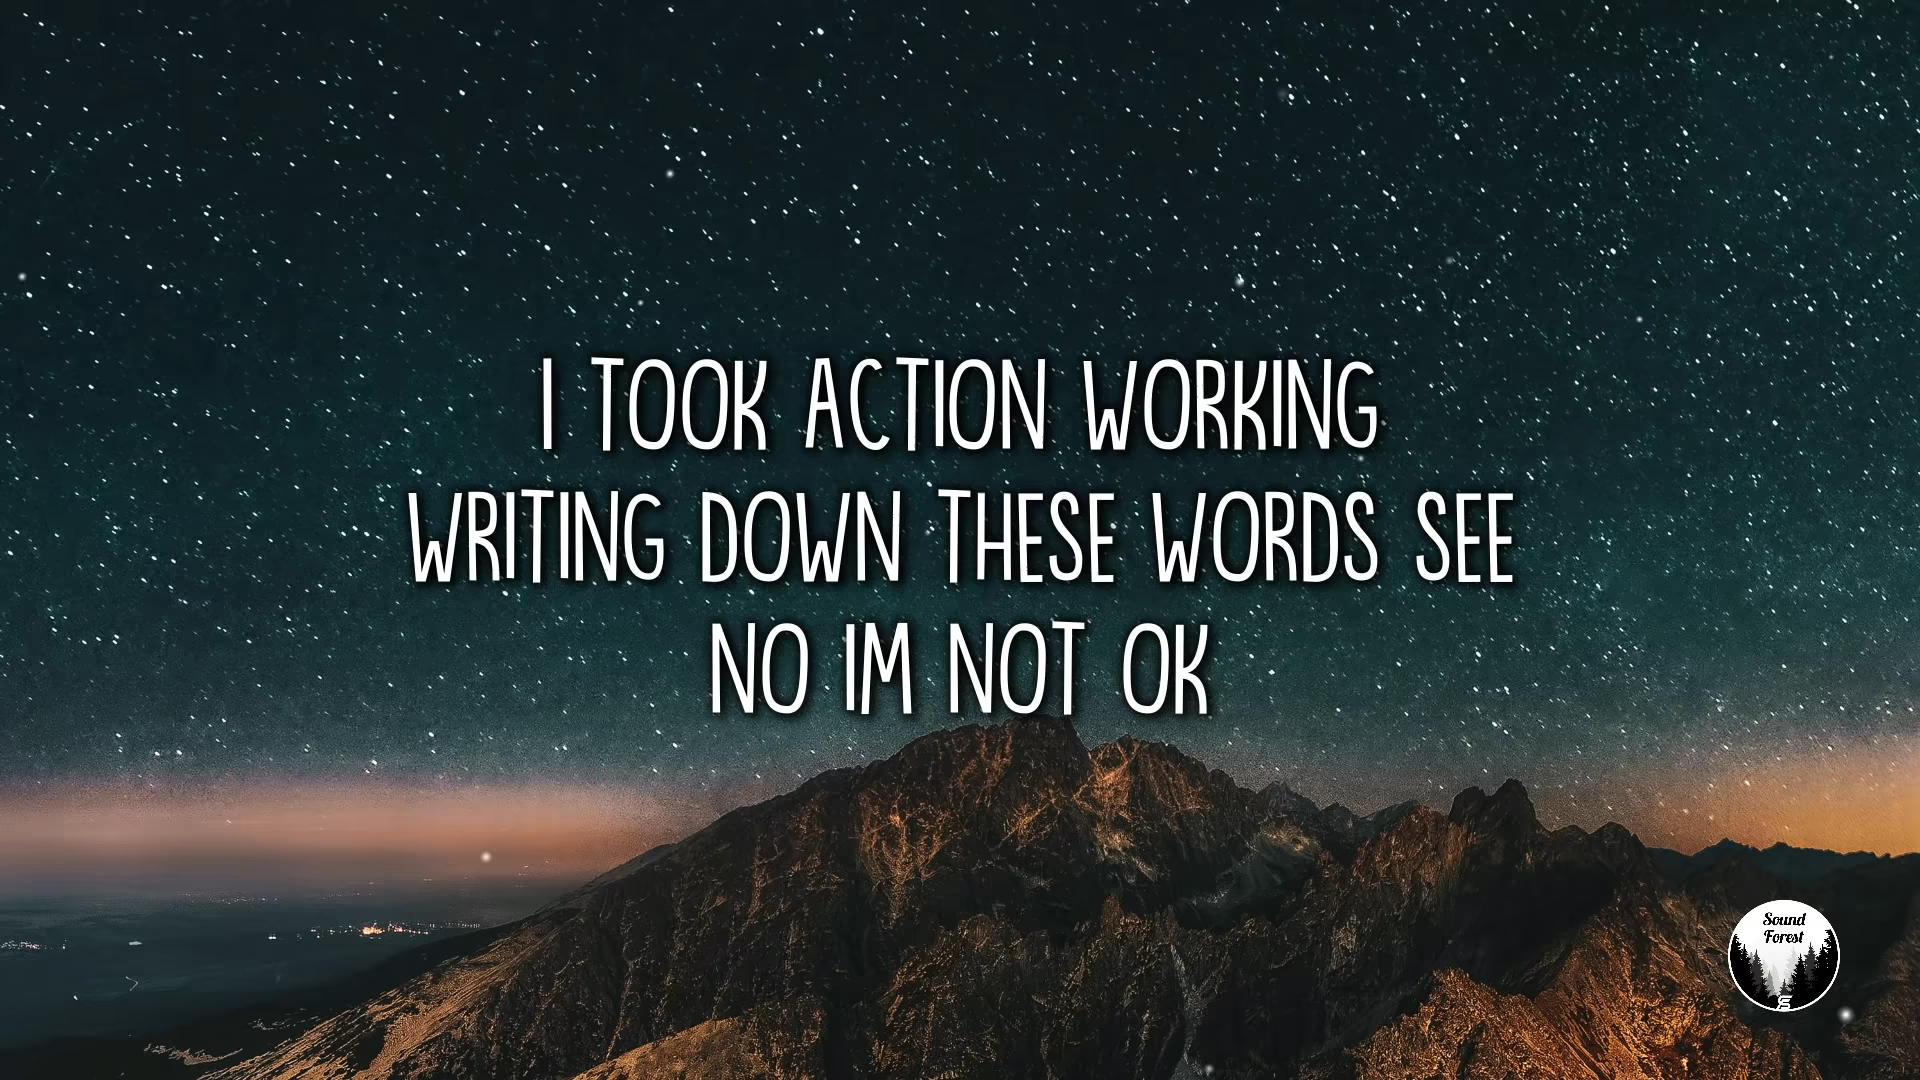 I TOOK ACTION WORKING
WRITING DOWN THESE WORDS SEE
NO IM NOT OK
Sound
Forest